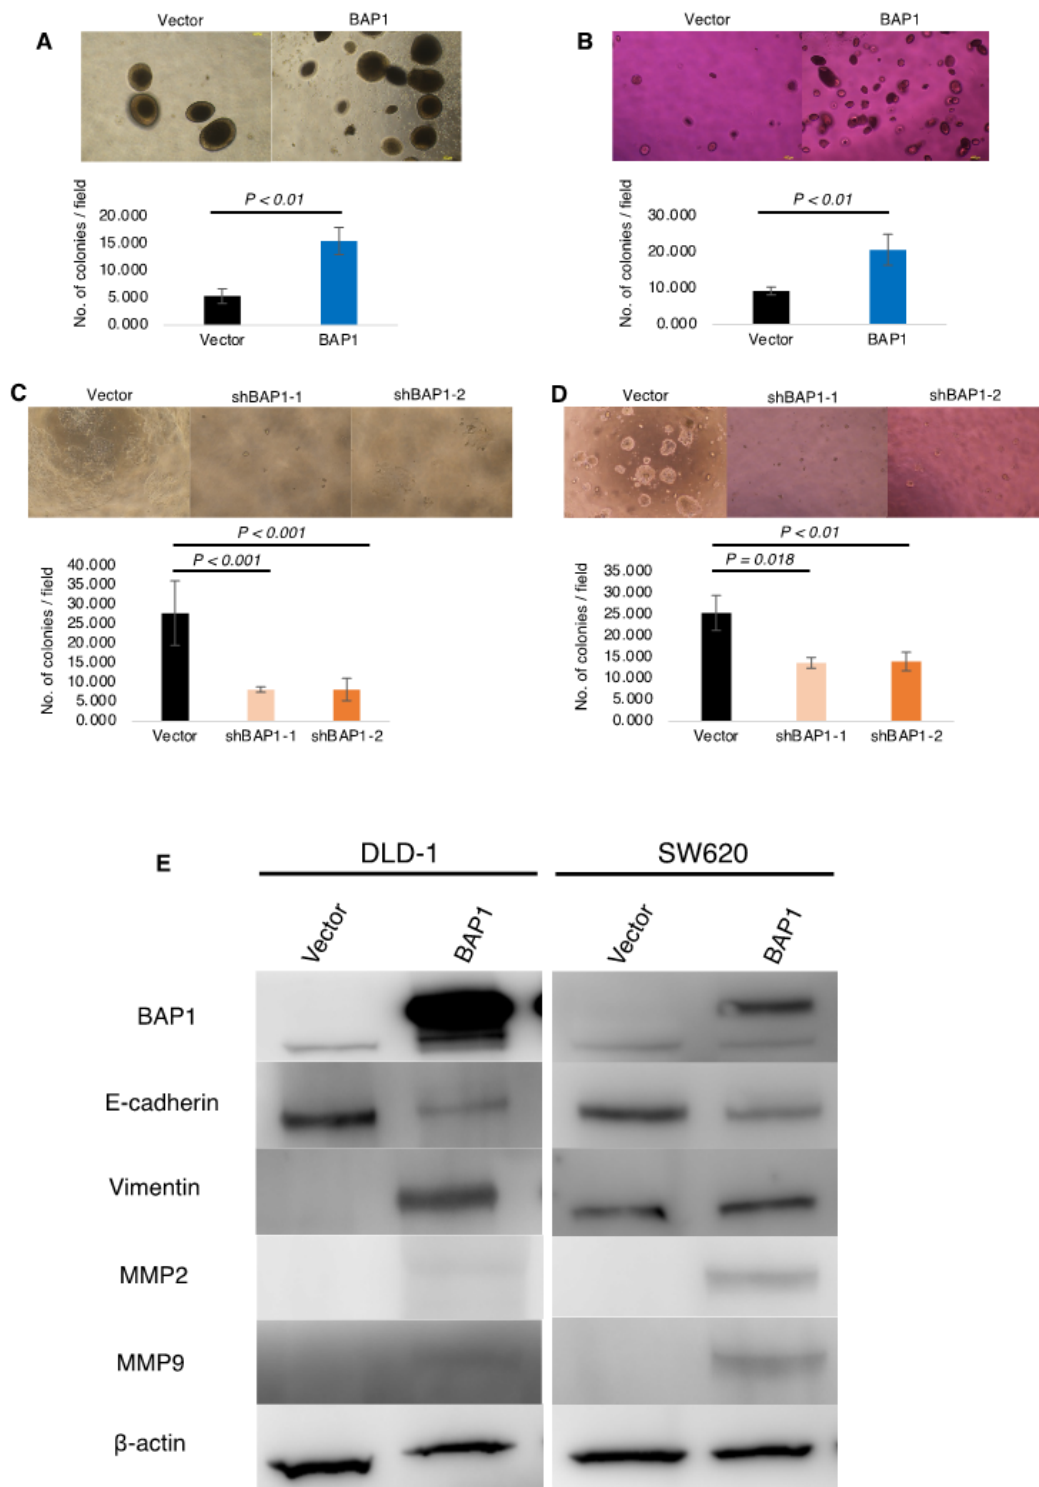 Vector BAP1
A
P < 0.01
No. of colonies / field
20.000
15.000
10.000
5.000
0.000
Vector BAP1
Vector BAP1
B
P < 0.01
No. of colonies / field
30.000
20.000
10.000
0.000
Vector BAP1
C
Vector shBAP1-1 shBAP1-2
P < 0.001
P < 0.001
No. of colonies / field
40.000
35.000
30.000
25.000
20.000
15.000
10.000
5.000
0.000
Vector shBAP1-1 shBAP1-2
D
Vector shBAP1-1 shBAP1-2
P < 0.01
P = 0.018
No. of colonies / field
35.000
30.000
25.000
20.000
15.000
10.000
5.000
0.000
Vector shBAP1-1 shBAP1-2
E
DLD-1 SW620
Vector BAP1 Vector BAP1
BAP1
E-cadherin
Vimentin
MMP2
MMP9
β-actin